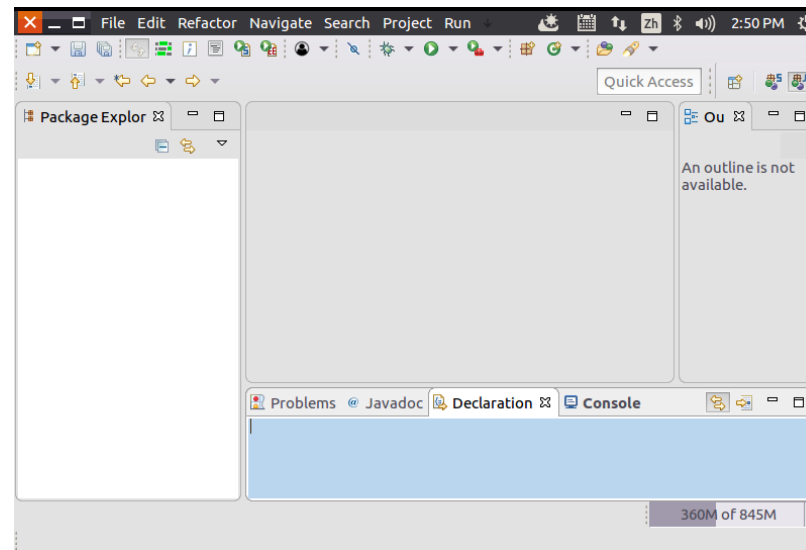 File Edit Refactor Navigate Search Project Run Zh 2:50 PM
Quick Access
Package Explor
Ou
An outline is not
available.
Problems @ Javadoc Declaration Console
360M of 845M